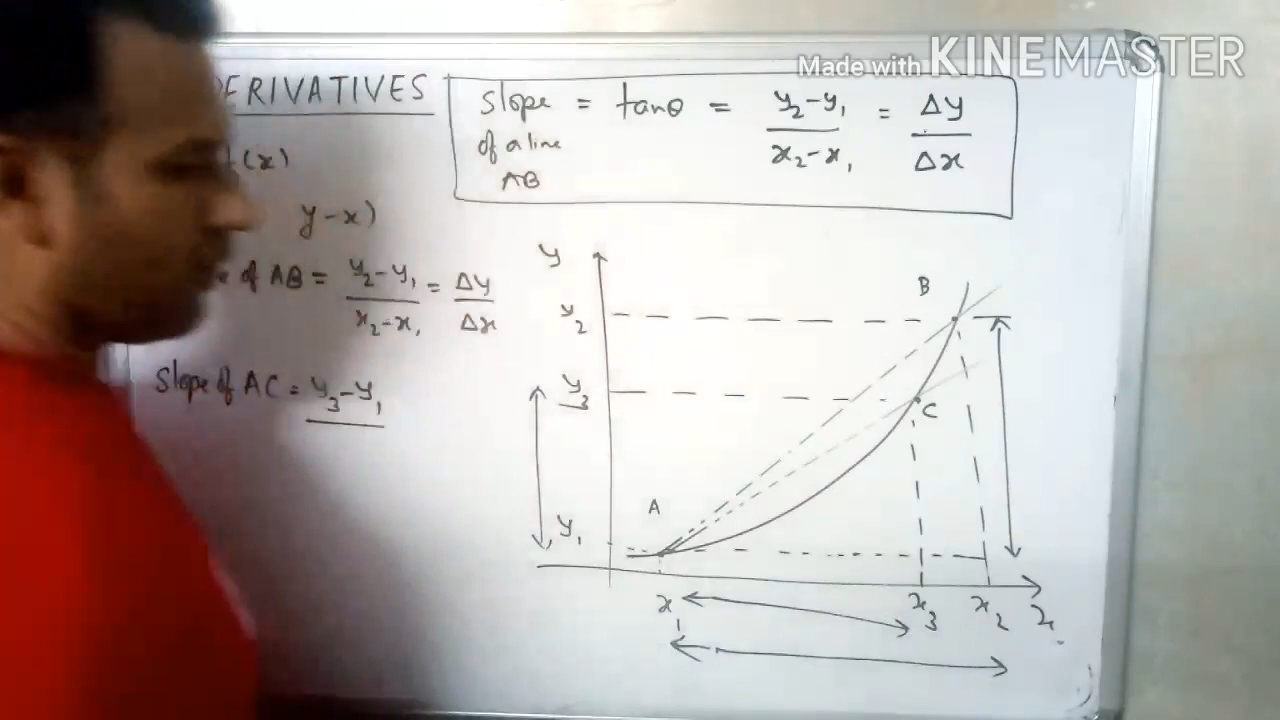 Made with KINEMASTER
ERIVATIVES
(x)
y-x)
of AB = y₂-y₁/x₂-x₁ = Δy/Δx
Slope of AC = y₃-y₁
Slope of a line AB = tanθ = y₂-y₁/x₂-x₁ = Δy/Δx
y
B
y₂
y₃
C
A
y₁
x₁
x₃
x₂
x